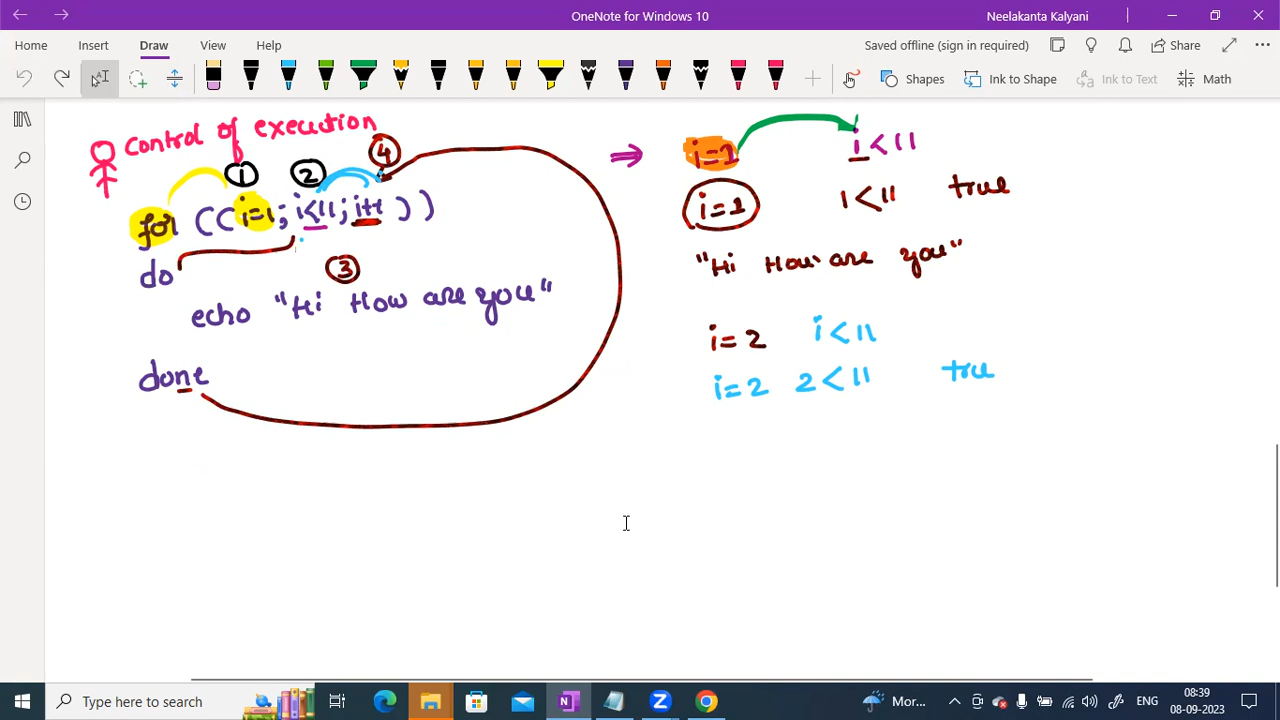 OneNote for Windows 10
Neelakanta Kalyani
Home Insert Draw View Help
Saved offline (sign in required)
Share
Shapes
Ink to Shape
Ink to Text
Math
control of execution
1 2 4
for ((i=1; i<11; i++))
do
3
echo "Hi How are you"
done
i=1 i<11
i=1 1<11 true
"Hi How are you"
i=2 i<11
i=2 2<11 tru
Type here to search
Mor...
ENG
08:39
08-09-2023